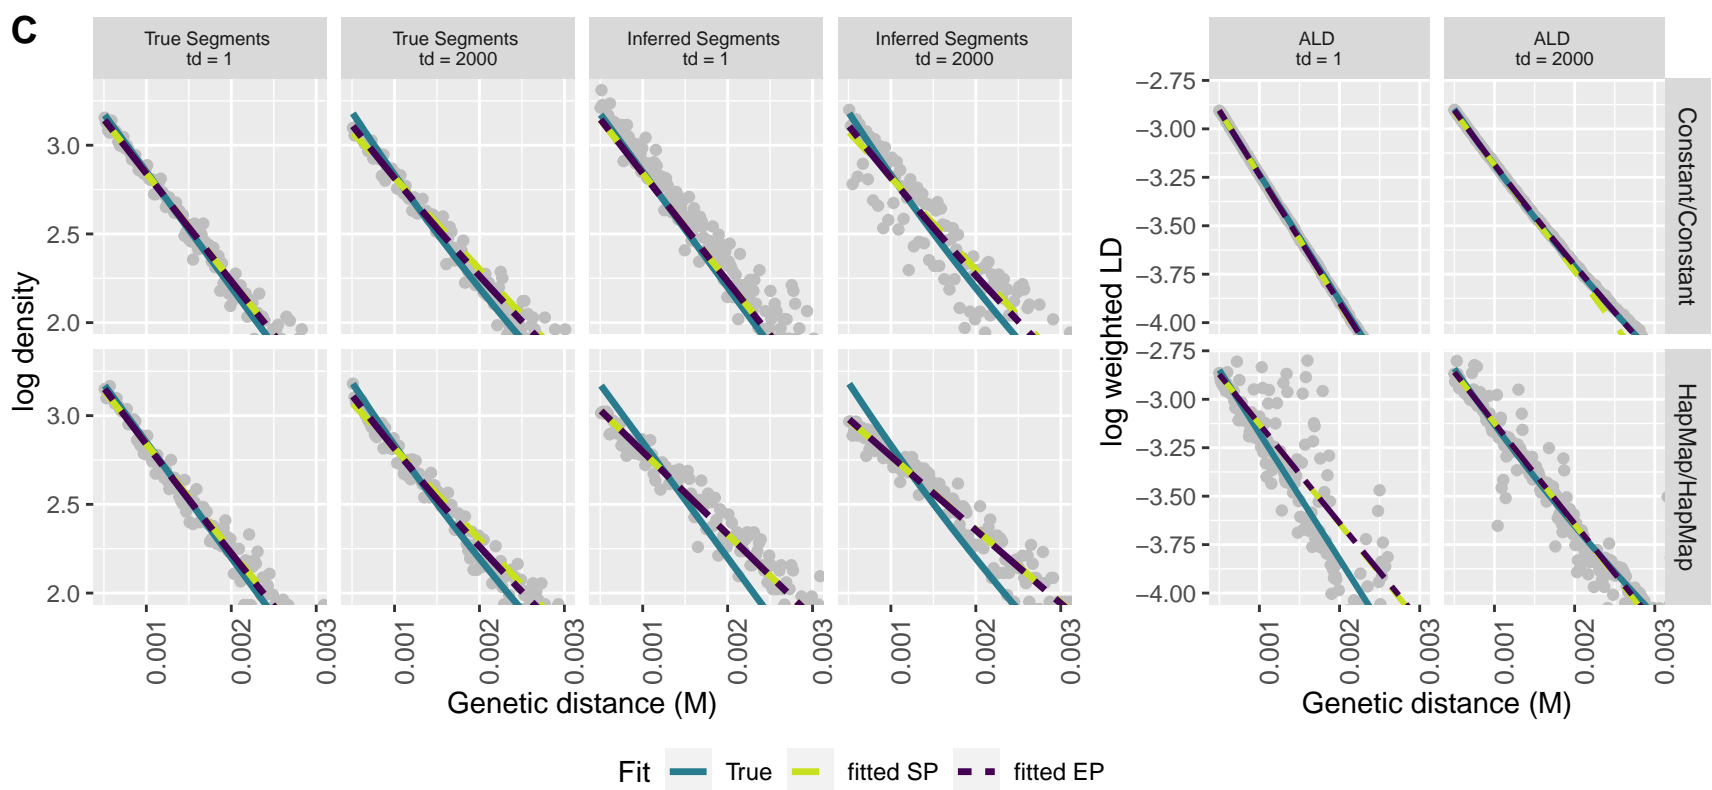 C
True Segments
td = 1
True Segments
td = 2000
Inferred Segments
td = 1
Inferred Segments
td = 2000
ALD
td = 1
ALD
td = 2000
log density
3.0
2.5
2.0
3.0
2.5
2.0
0.001
0.002
0.003
0.001
0.002
0.003
0.001
0.002
0.003
0.001
0.002
0.003
Genetic distance (M)
log weighted LD
−2.75
−3.00
−3.25
−3.50
−3.75
−4.00
−2.75
−3.00
−3.25
−3.50
−3.75
−4.00
Constant/Constant
HapMap/HapMap
0.001
0.002
0.003
0.001
0.002
0.003
Genetic distance (M)
Fit True fitted SP fitted EP